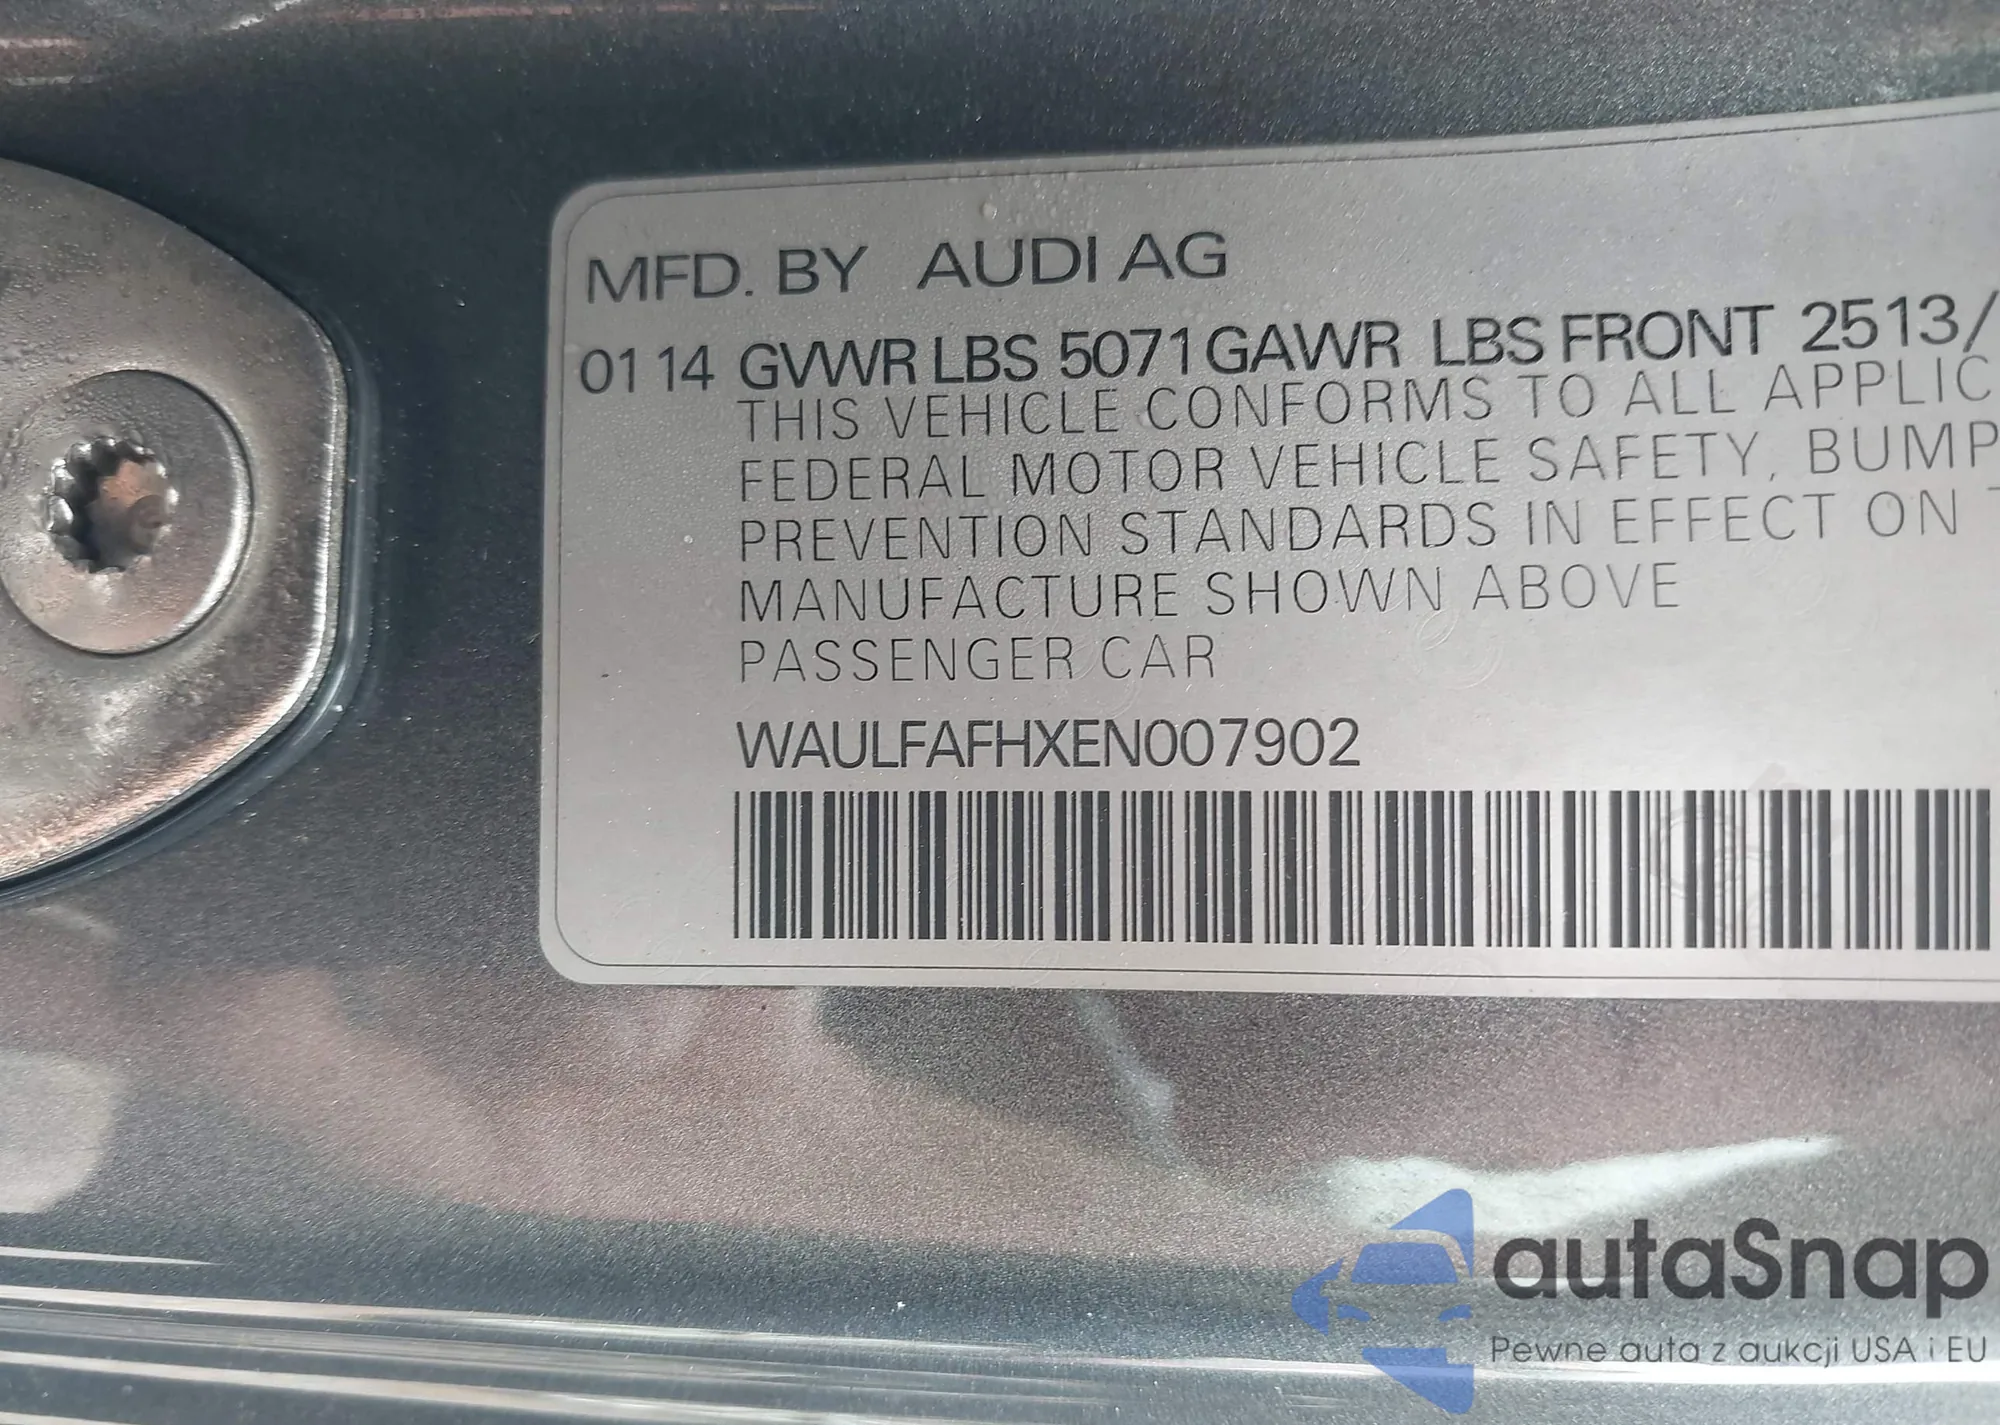 MFD. BY AUDI AG
0114 GVWR LBS 5071 GAWR LBS FRONT 2513/
THIS VEHICLE CONFORMS TO ALL APPLIC
FEDERAL MOTOR VEHICLE SAFETY, BUMP
PREVENTION STANDARDS IN EFFECT ON T
MANUFACTURE SHOWN ABOVE
PASSENGER CAR
WAULFAFHXEN007902
autaSnap
Pewne auta z aukcji USA i EU